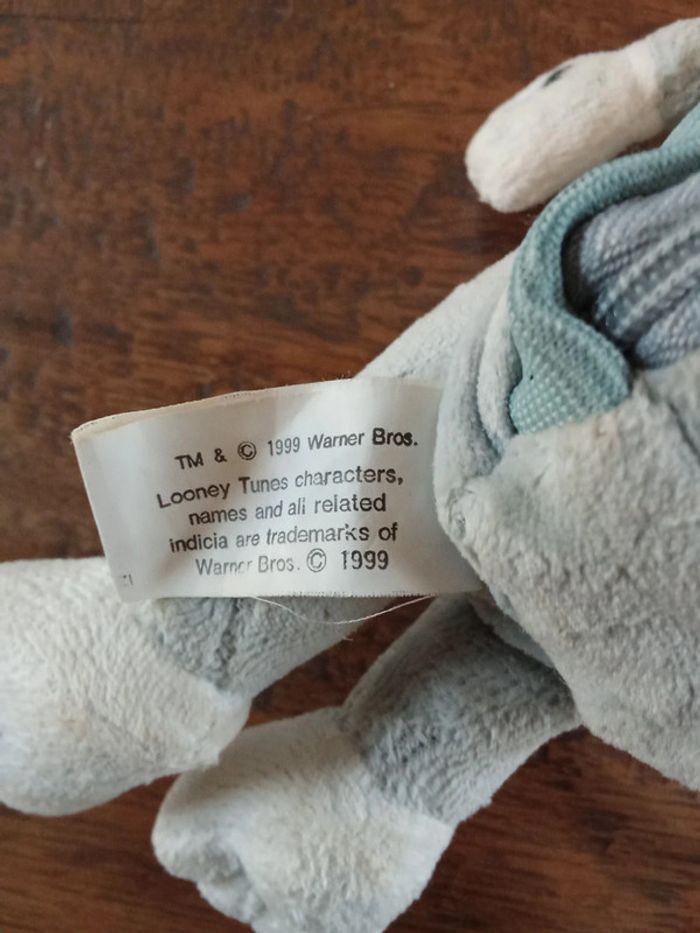 TM & © 1999 Warner Bros.
Looney Tunes characters,
names and all related
indicia are trademarks of
Warner Bros. © 1999